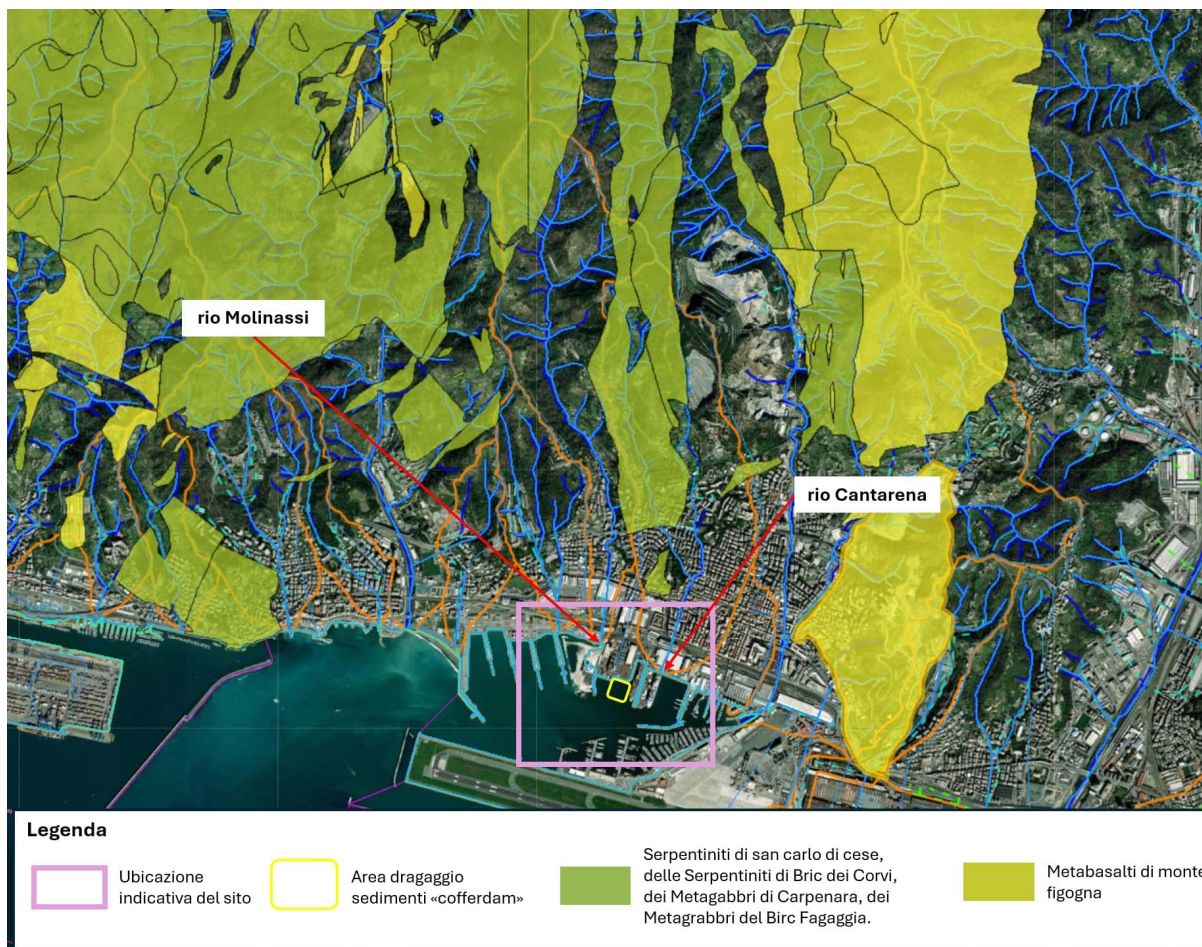 rio Molinassi
rio Cantarena
Legenda
Ubicazione
indicativa del sito
Area dragaggio
sedimenti «cofferdam»
Serpentiniti di san carlo di cese,
delle Serpentiniti di Bric dei Corvi,
dei Metagabbri di Carpenara, dei
Metagrabbri del Birc Fagaggia.
Metabasalti di monte
figogna